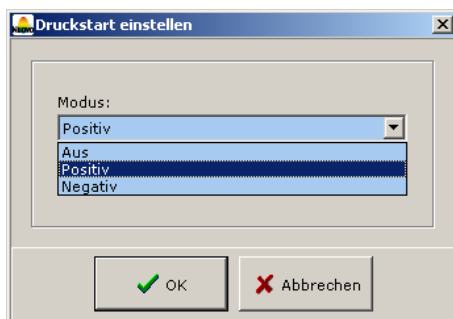 Druckstart einstellen
Modus:
Positiv
Aus
Positiv
Negativ
OK
Abbrechen